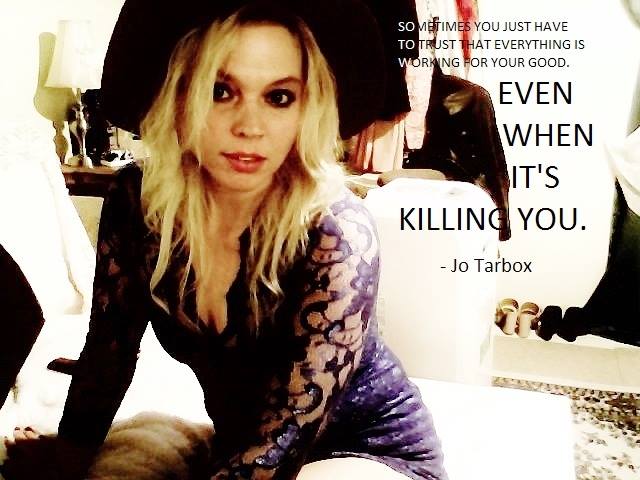 SOMETIMES YOU JUST HAVE
TO TRUST THAT EVERYTHING IS
WORKING FOR YOUR GOOD.
EVEN
WHEN
IT'S
KILLING YOU.
- Jo Tarbox